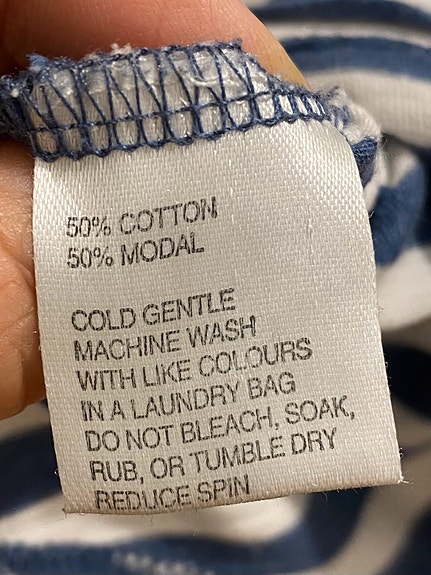 50% COTTON
50% MODAL
COLD GENTLE
MACHINE WASH
WITH LIKE COLOURS
IN A LAUNDRY BAG
DO NOT BLEACH, SOAK,
RUB, OR TUMBLE DRY
REDUCE SPIN